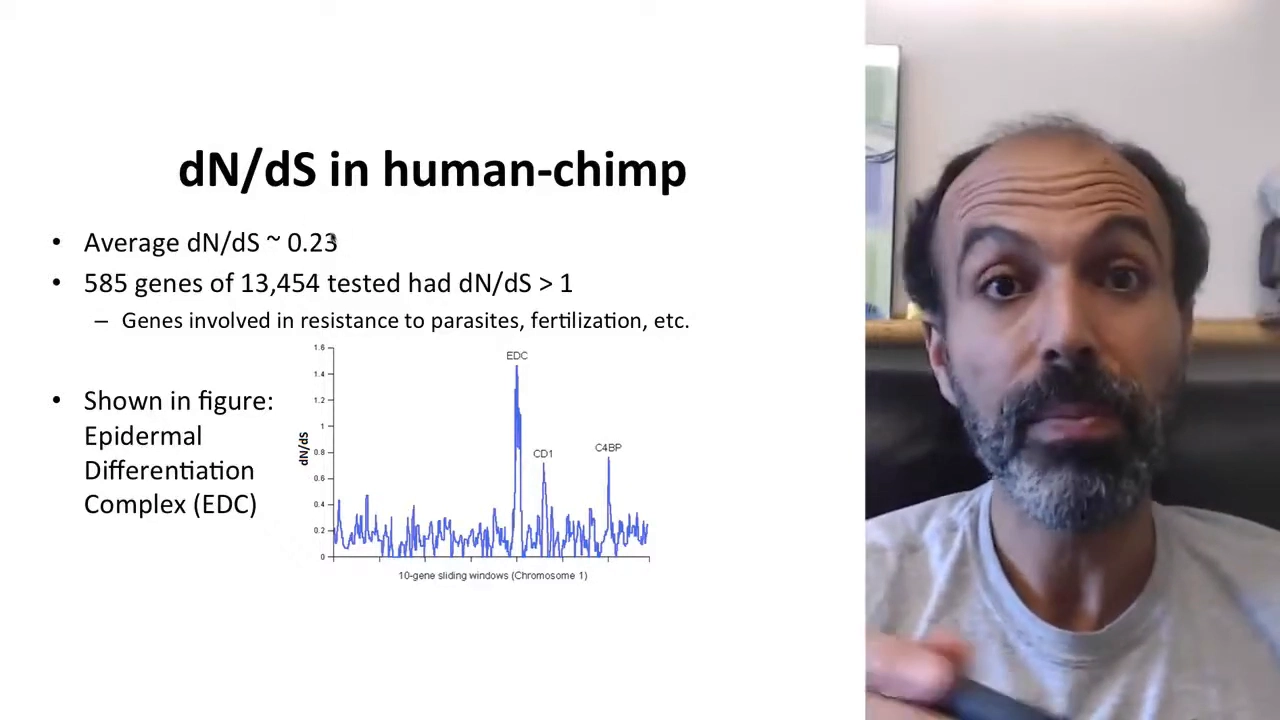 dN/dS in human-chimp
• Average dN/dS ~ 0.23
• 585 genes of 13,454 tested had dN/dS > 1
– Genes involved in resistance to parasites, fertilization, etc.
• Shown in figure:
Epidermal
Differentiation
Complex (EDC)
dN/dS
1.6
1.4
1.2
1
0.8
0.6
0.4
0.2
0
EDC
CD1
C4BP
10-gene sliding windows (Chromosome 1)